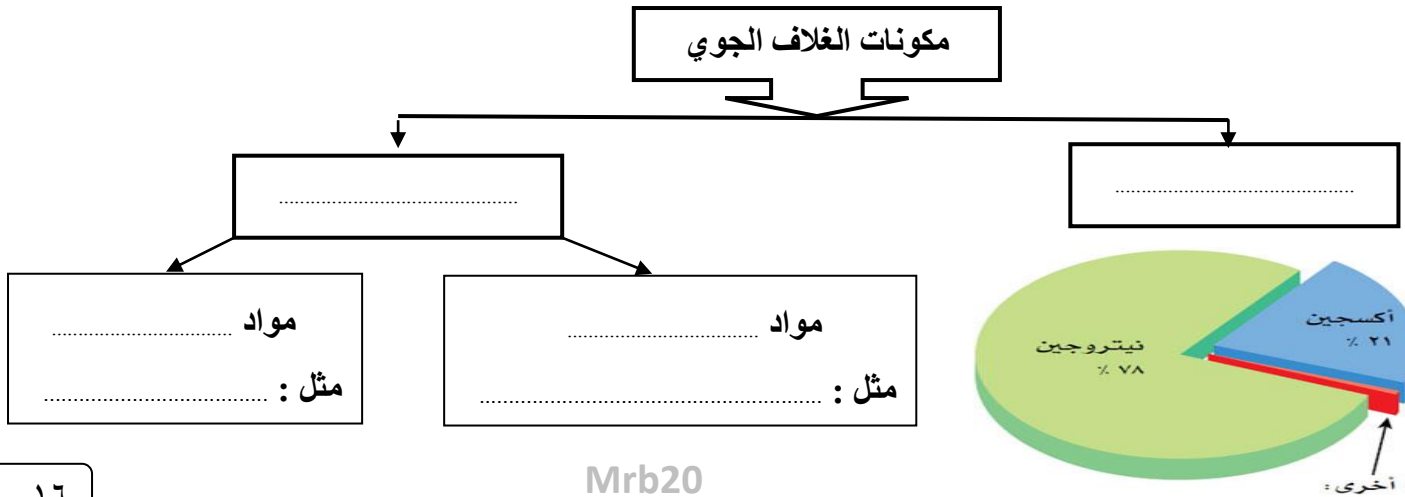 مكونات الغلاف الجوي
........................................
........................................
مواد ................................
مثل : ........................................................
مواد ..............................
مثل : ......................................
أكسجين
٢١ %
نيتروجين
٧٨ %
أخرى :
Mrb20
١٦